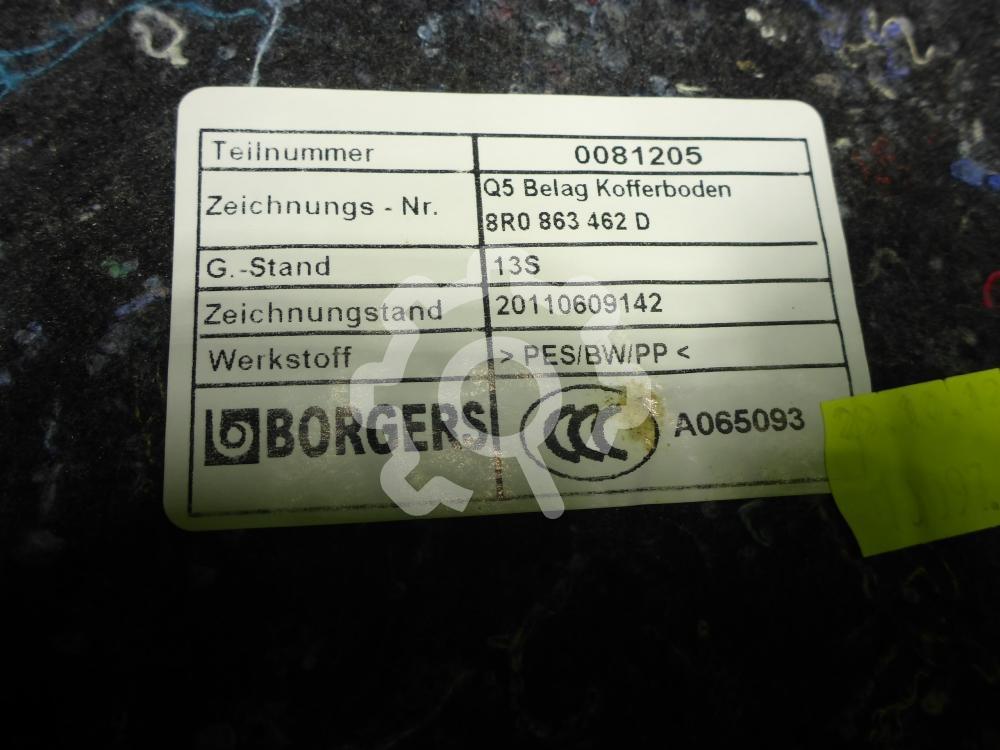 Teilnummer 0081205
Zeichnungs - Nr. Q5 Belag Kofferboden
8R0 863 462 D
G.-Stand 13S
Zeichnungstand 20110609142
Werkstoff > PES/BW/PP <
BORGERS CCC A065093